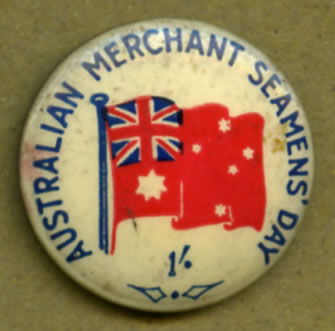 AUSTRALIAN MERCHANT SEAMENS' DAY
1/·